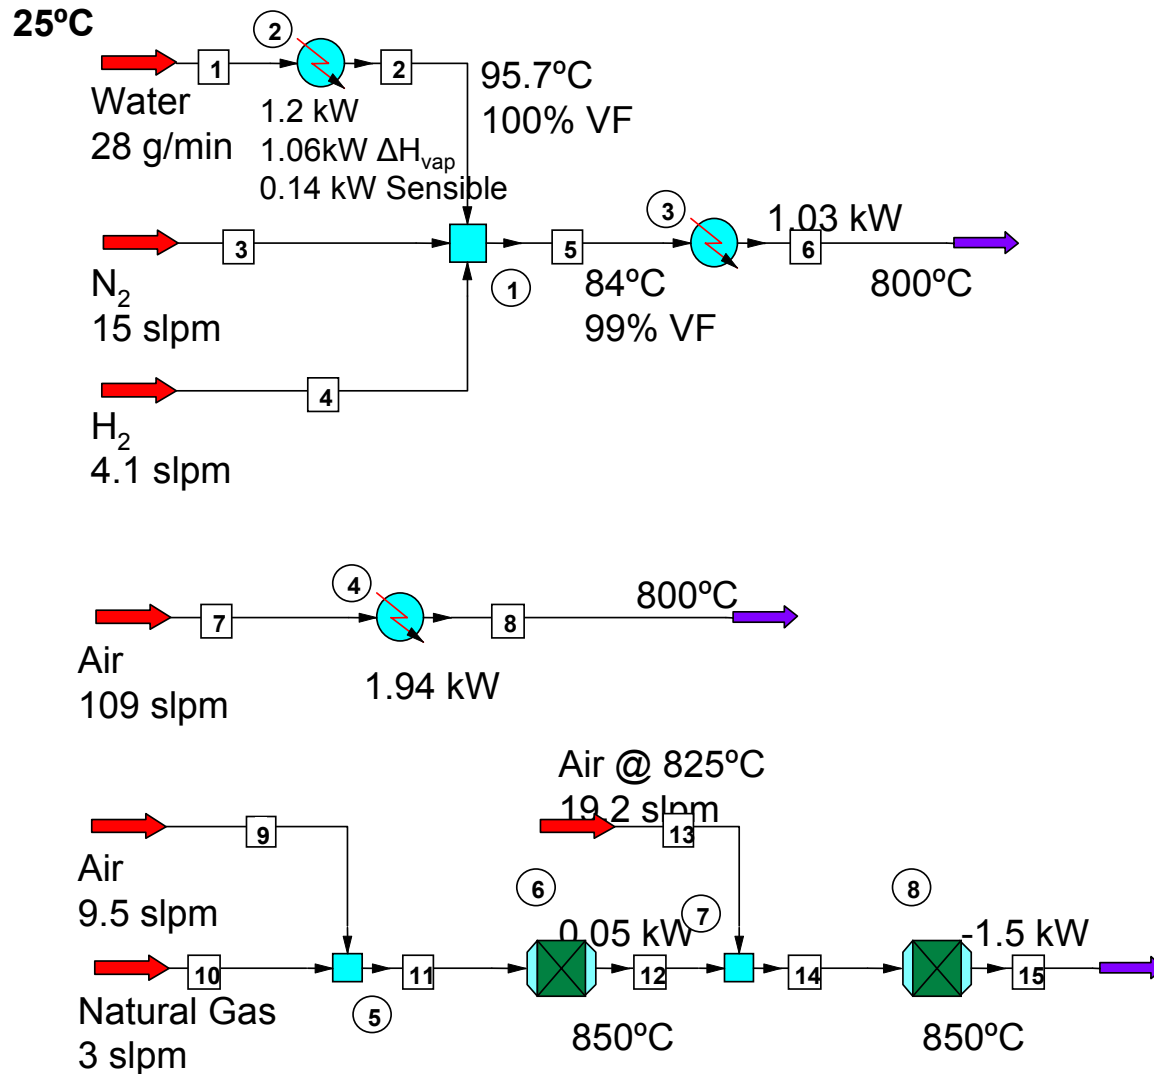 25ºC
2
1
2
Water
28 g/min
1.2 kW
1.06kW ΔHvap
0.14 kW Sensible
95.7ºC
100% VF
3
N2
15 slpm
5
1
84ºC
99% VF
3
1.03 kW
6
800ºC
4
H2
4.1 slpm
4
7
8
800ºC
Air
109 slpm
1.94 kW
Air @ 825ºC
19.2 slpm
9
13
Air
9.5 slpm
6
0.05 kW
7
8
-1.5 kW
10
11
12
14
15
Natural Gas
3 slpm
5
850ºC
850ºC